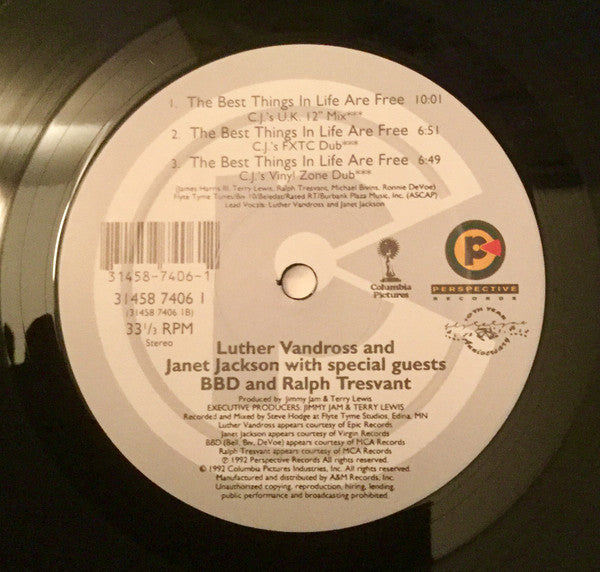 1. The Best Things In Life Are Free 10:01
C.J.'s U.K. 12" Mix***
2. The Best Things In Life Are Free 6:51
C.J.'s FXTC Dub***
3. The Best Things In Life Are Free 6:49
C.J.'s Vinyl Zone Dub***
(James Harris III, Terry Lewis, Ralph Tresvant, Michael Bivins, Ronnie DeVoe)
Flyte Tyme Tunes/Biv 10/Beledat/Rated RT/Burbank Plaza Music, Inc. (ASCAP)
Lead Vocals: Luther Vandross and Janet Jackson
31458-7406-1
31458 7406 1
(31458 7406 1B)
33 1/3 RPM
Stereo
Columbia
Pictures
P
PERSPECTIVE
RECORDS
10TH YEAR
Anniversary
Luther Vandross and
Janet Jackson with special guests
BBD and Ralph Tresvant
Produced by Jimmy Jam & Terry Lewis
EXECUTIVE PRODUCERS: JIMMY JAM & TERRY LEWIS
Recorded and Mixed by Steve Hodge at Flyte Tyme Studios, Edina, MN
Luther Vandross appears courtesy of Epic Records
Janet Jackson appears courtesy of Virgin Records
BBD (Bell, Biv, DeVoe) appears courtesy of MCA Records
Ralph Tresvant appears courtesy of MCA Records
℗ 1992 Perspective Records All rights reserved.
© 1992 Columbia Pictures Industries, Inc. All rights reserved.
Manufactured and distributed by A&M Records, Inc.
Unauthorized copying, reproduction, hiring, lending,
public performance and broadcasting prohibited.